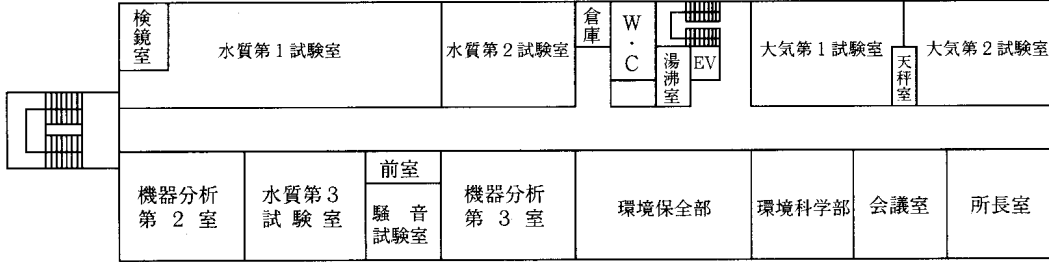 検鏡室
水質第1試験室
水質第2試験室
倉庫
W・C
湯沸室
EV
大気第1試験室
天秤室
大気第2試験室
機器分析
第2室
水質第3
試験室
前室
騒音
試験室
機器分析
第3室
環境保全部
環境科学部
会議室
所長室